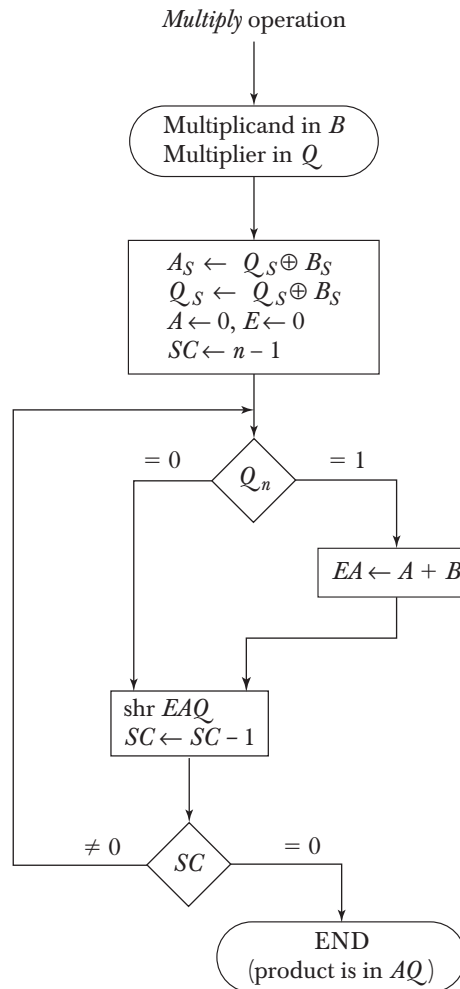 Multiply operation
Multiplicand in B
Multiplier in Q
A_S ← Q_S ⊕ B_S
Q_S ← Q_S ⊕ B_S
A ← 0, E ← 0
SC ← n – 1
= 0
= 1
Q_n
EA ← A + B
shr EAQ
SC ← SC – 1
≠ 0
SC
= 0
END
(product is in AQ)